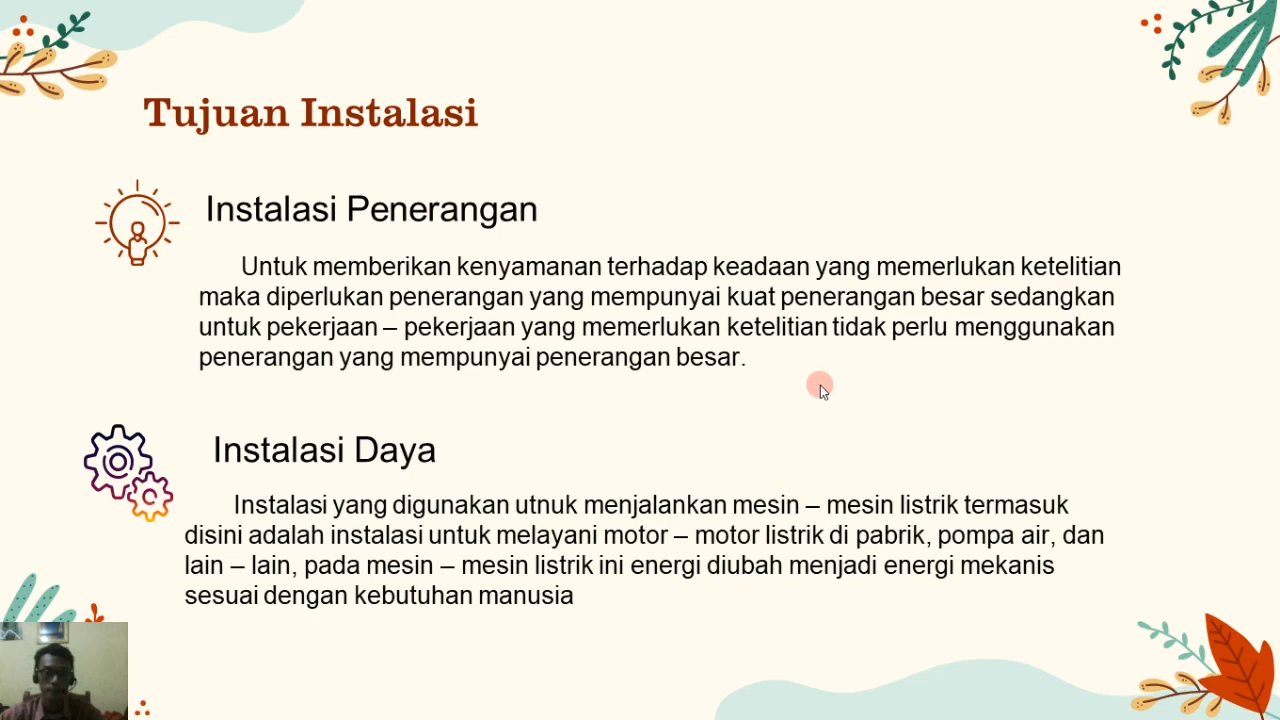 Tujuan Instalasi
Instalasi Penerangan
Untuk memberikan kenyamanan terhadap keadaan yang memerlukan ketelitian
maka diperlukan penerangan yang mempunyai kuat penerangan besar sedangkan
untuk pekerjaan – pekerjaan yang memerlukan ketelitian tidak perlu menggunakan
penerangan yang mempunyai penerangan besar.
Instalasi Daya
Instalasi yang digunakan utnuk menjalankan mesin – mesin listrik termasuk
disini adalah instalasi untuk melayani motor – motor listrik di pabrik, pompa air, dan
lain – lain, pada mesin – mesin listrik ini energi diubah menjadi energi mekanis
sesuai dengan kebutuhan manusia